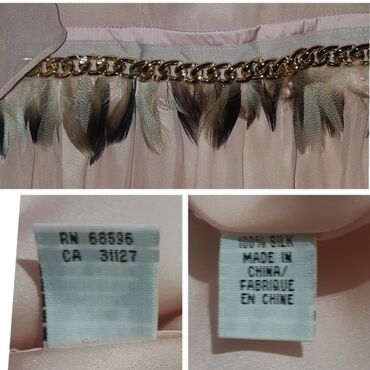 RN 68596
CA 31127
100% SILK
MADE IN
CHINA/
FABRIQUE
EN CHINE